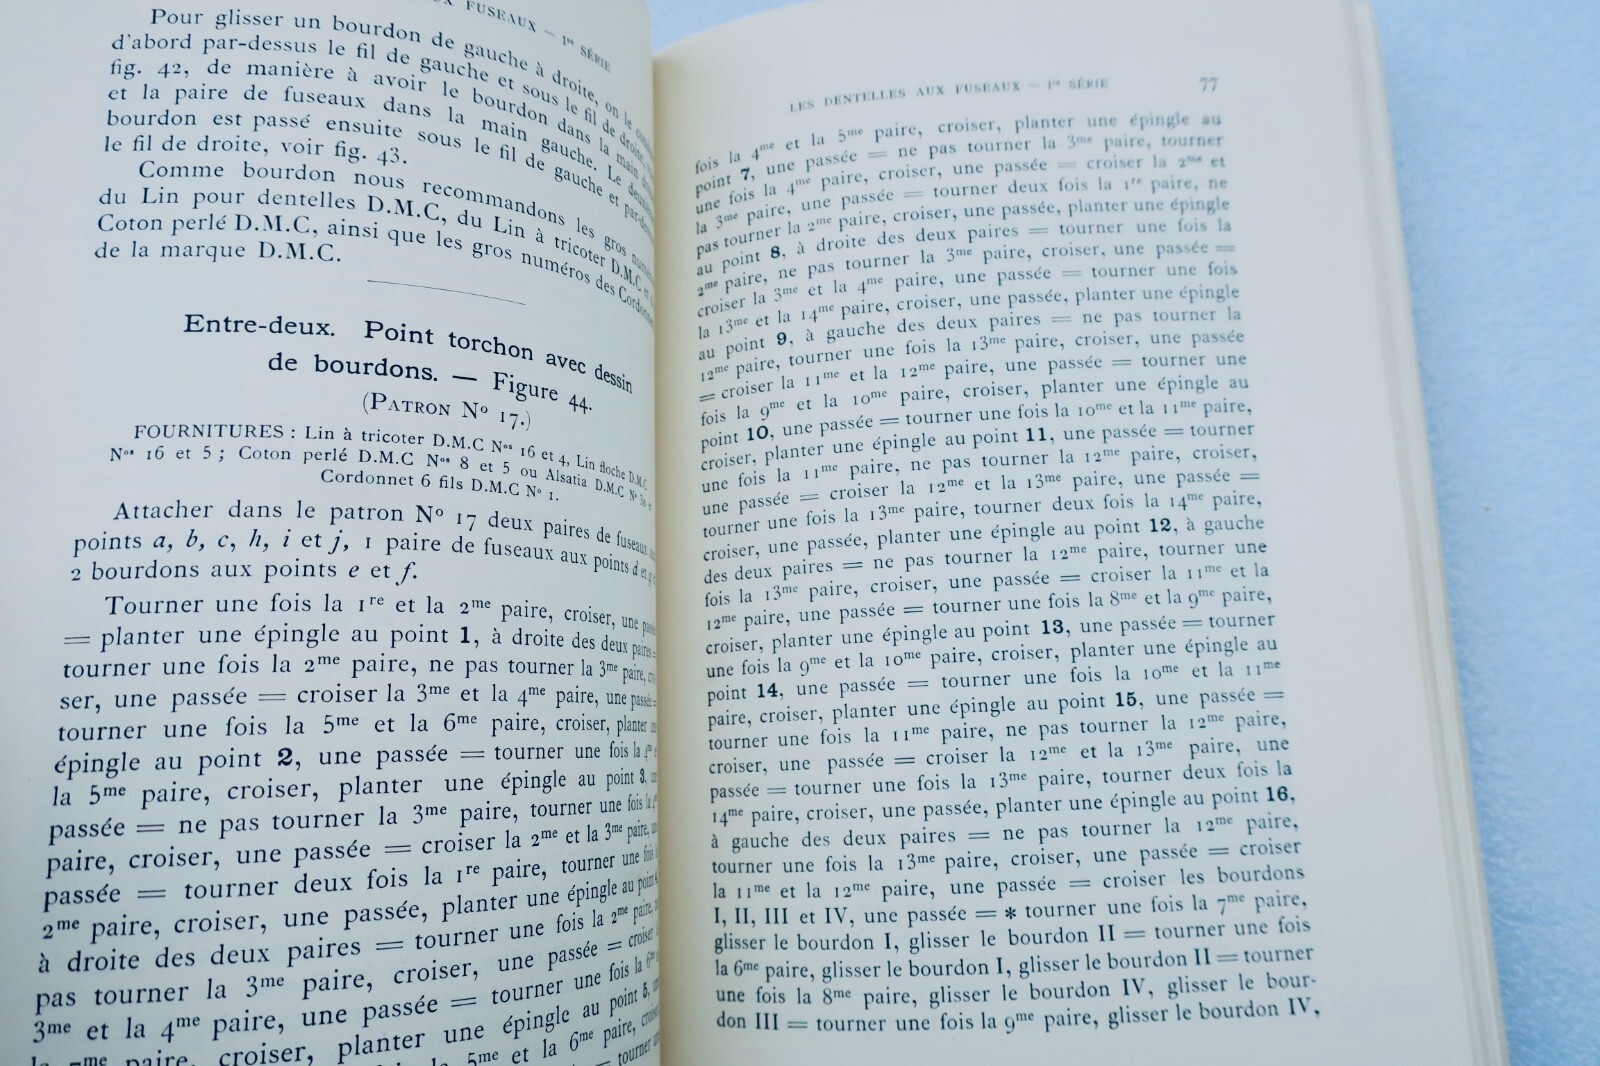 UX FUSEAUX — 1re SÉRIE
Pour glisser un bourdon de gauche à droite, on le
d'abord par-dessus le fil de gauche et sous le fil de droite,
fig. 42, de manière à avoir le bourdon dans la main
et la paire de fuseaux dans la main gauche. Le deuxième
bourdon est passé ensuite sous le fil de gauche et par-dessus
le fil de droite, voir fig. 43.
Comme bourdon nous recommandons les gros
du Lin pour dentelles D.M.C, du Lin à tricoter D.M.C et
Coton perlé D.M.C, ainsi que les gros numéros des Cordonnets
de la marque D.M.C.
Entre-deux. Point torchon avec dessin
de bourdons. — Figure 44.
(PATRON No 17.)
FOURNITURES : Lin à tricoter D.M.C Nos 16 et 4, Lin floche D.M.C
Nos 16 et 5 ; Coton perlé D.M.C Nos 8 et 5 ou Alsatia D.M.C No 30 et
Cordonnet 6 fils D.M.C No 1.
Attacher dans le patron No 17 deux paires de fuseaux
points a, b, c, h, i et j, 1 paire de fuseaux aux points d et g
2 bourdons aux points e et f.
Tourner une fois la 1re et la 2me paire, croiser, une
= planter une épingle au point 1, à droite des deux paires =
tourner une fois la 2me paire, ne pas tourner la 3me paire,
ser, une passée = croiser la 3me et la 4me paire, une passée =
tourner une fois la 5me et la 6me paire, croiser, planter
épingle au point 2, une passée = tourner une fois la 4me
la 5me paire, croiser, planter une épingle au point 3,
passée = ne pas tourner la 3me paire, tourner une fois la
paire, croiser, une passée = croiser la 2me et la 3me paire,
passée = tourner deux fois la 1re paire, tourner une fois
2me paire, croiser, une passée, planter une épingle au point
à droite des deux paires = tourner une fois la 2me paire,
pas tourner la 3me paire, croiser, une passée = croiser
3me et la 4me paire, une passée = tourner une fois la 6me
la 7me paire, croiser, planter une épingle au point 5,
5me et la 6me paire,
tourner
LES DENTELLES AUX FUSEAUX — 1re SÉRIE 77
fois la 4me et la 5me paire, croiser, planter une épingle au
point 7, une passée = ne pas tourner la 3me paire, tourner
une fois la 4me paire, croiser, une passée = croiser la 2me et
la 3me paire, une passée = tourner deux fois la 1re paire, ne
pas tourner la 2me paire, croiser, une passée, planter une épingle
au point 8, à droite des deux paires = tourner une fois la
2me paire, ne pas tourner la 3me paire, croiser, une passée =
croiser la 3me et la 4me paire, une passée = tourner une fois
la 13me et la 14me paire, croiser, une passée, planter une épingle
au point 9, à gauche des deux paires = ne pas tourner la
12me paire, tourner une fois la 13me paire, croiser, une passée
= croiser la 11me et la 12me paire, une passée = tourner une
fois la 9me et la 10me paire, croiser, planter une épingle au
point 10, une passée = tourner une fois la 10me et la 11me paire,
croiser, planter une épingle au point 11, une passée = tourner
une fois la 11me paire, ne pas tourner la 12me paire, croiser,
une passée = croiser la 12me et la 13me paire, une passée =
tourner une fois la 13me paire, tourner deux fois la 14me paire,
croiser, une passée, planter une épingle au point 12, à gauche
des deux paires = ne pas tourner la 12me paire, tourner une
fois la 13me paire, croiser, une passée = croiser la 11me et la
12me paire, une passée = tourner une fois la 8me et la 9me paire,
croiser, planter une épingle au point 13, une passée = tourner
une fois la 9me et la 10me paire, croiser, planter une épingle au
point 14, une passée = tourner une fois la 10me et la 11me
paire, croiser, planter une épingle au point 15, une passée =
tourner une fois la 11me paire, ne pas tourner la 12me paire,
croiser, une passée = croiser la 12me et la 13me paire, une
passée = tourner une fois la 13me paire, tourner deux fois la
14me paire, croiser, une passée, planter une épingle au point 16,
à gauche des deux paires = ne pas tourner la 12me paire,
tourner une fois la 13me paire, croiser, une passée = croiser
la 11me et la 12me paire, une passée = croiser les bourdons
I, II, III et IV, une passée = * tourner une fois la 7me paire,
glisser le bourdon I, glisser le bourdon II = tourner une fois
la 6me paire, glisser le bourdon I, glisser le bourdon II = tourner
une fois la 8me paire, glisser le bourdon IV, glisser le bour-
don III = tourner une fois la 9me paire, glisser le bourdon IV,